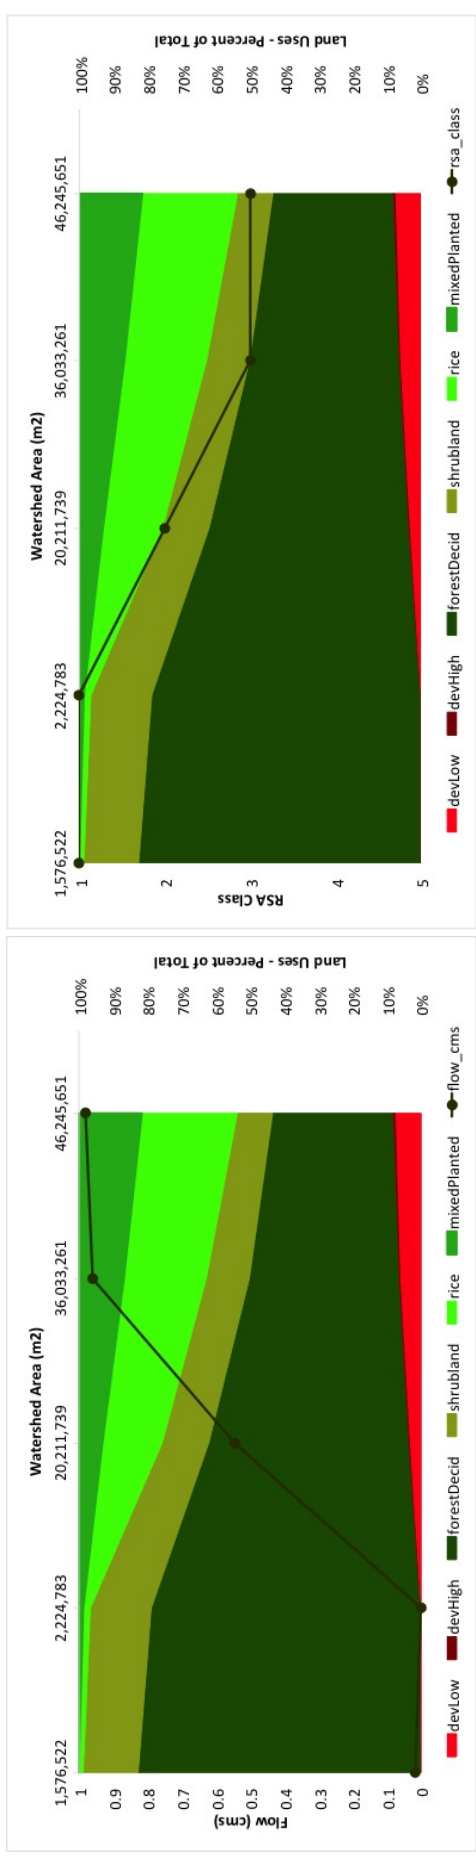 Watershed Area (m2)
1,576,522 2,224,783 20,211,739 36,033,261 46,245,651
1 100%
0.9 90%
0.8 80%
0.7 70%
0.6 60%
0.5 50%
0.4 40%
0.3 30%
0.2 20%
0.1 10%
0 0%
Flow (cms)
Land Uses - Percent of Total
devLow devHigh forestDecid shrubland rice mixedPlanted flow_cms
Watershed Area (m2)
1,576,522 2,224,783 20,211,739 36,033,261 46,245,651
1 100%
90%
80%
2 70%
60%
3 50%
40%
30%
4 20%
10%
5 0%
RSA Class
Land Uses - Percent of Total
devLow devHigh forestDecid shrubland rice mixedPlanted rsa_class